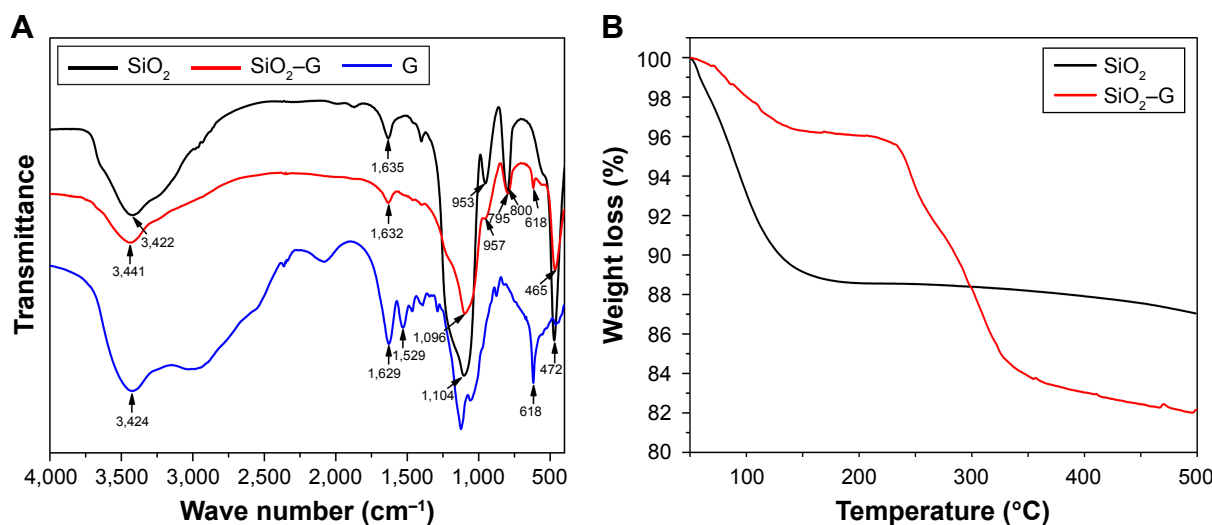 A
SiO₂ SiO₂–G G
Transmittance
1,635
3,422
3,441
1,632
953
795
800
957
618
465
1,096
1,529
1,629
1,104
472
618
3,424
4,000 3,500 3,000 2,500 2,000 1,500 1,000 500
Wave number (cm⁻¹)
B
SiO₂
SiO₂–G
Weight loss (%)
100
98
96
94
92
90
88
86
84
82
80
100 200 300 400 500
Temperature (°C)